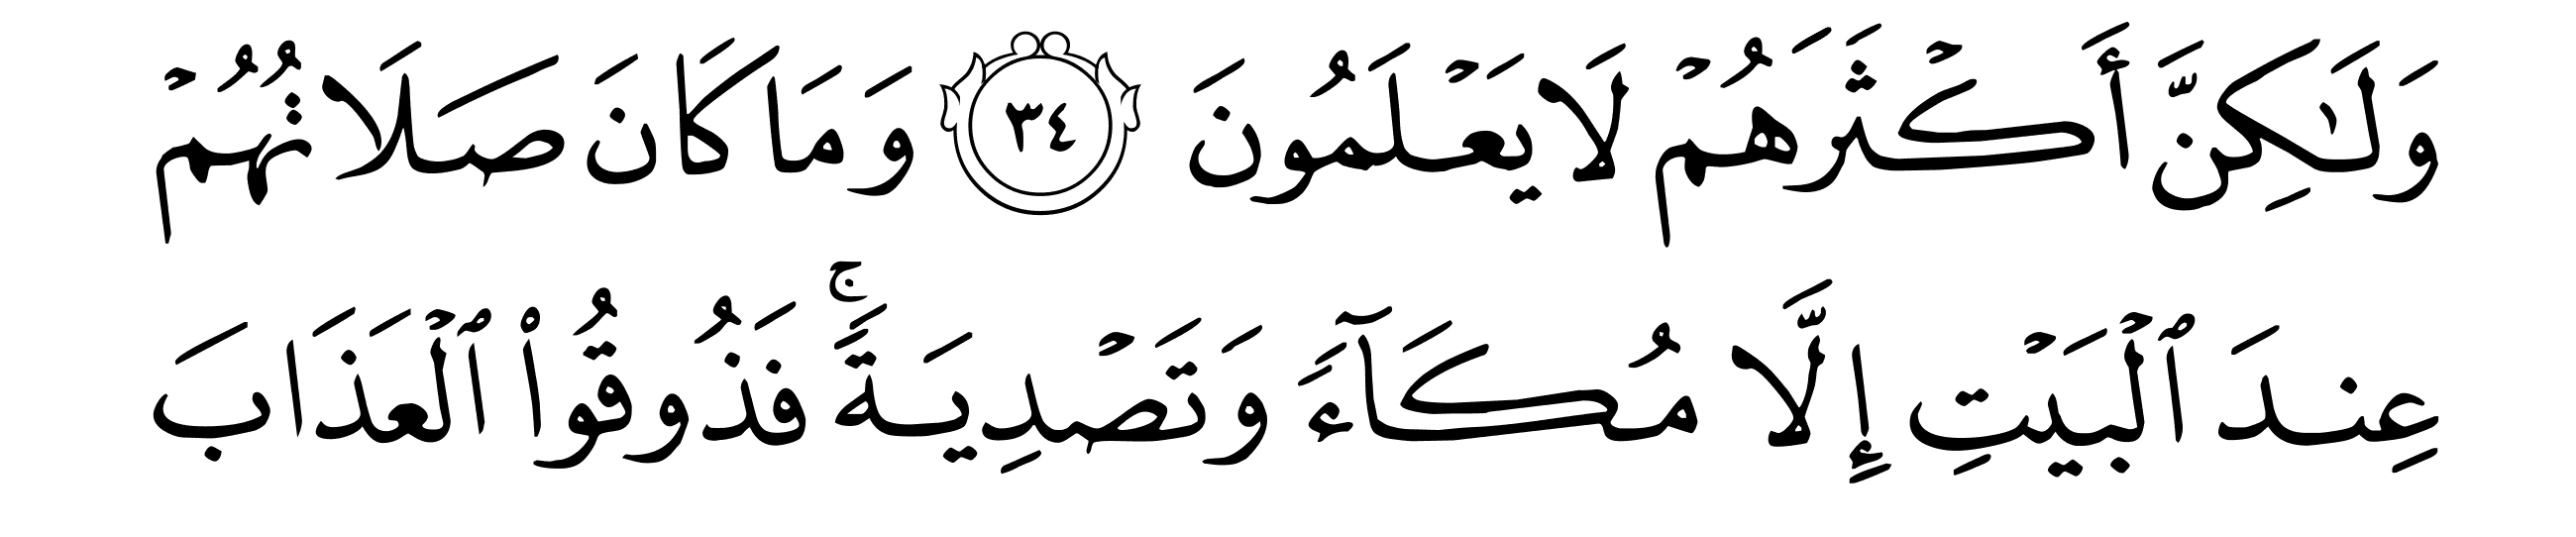 وَلَـٰكِنَّ أَكۡثَرَهُمۡ لَا يَعۡلَمُونَ ٣٤ وَمَا كَانَ صَلَاتُهُمۡ
عِندَ ٱلۡبَيۡتِ إِلَّا مُكَآءٗ وَتَصۡدِيَةٗۚ فَذُوقُواْ ٱلۡعَذَابَ